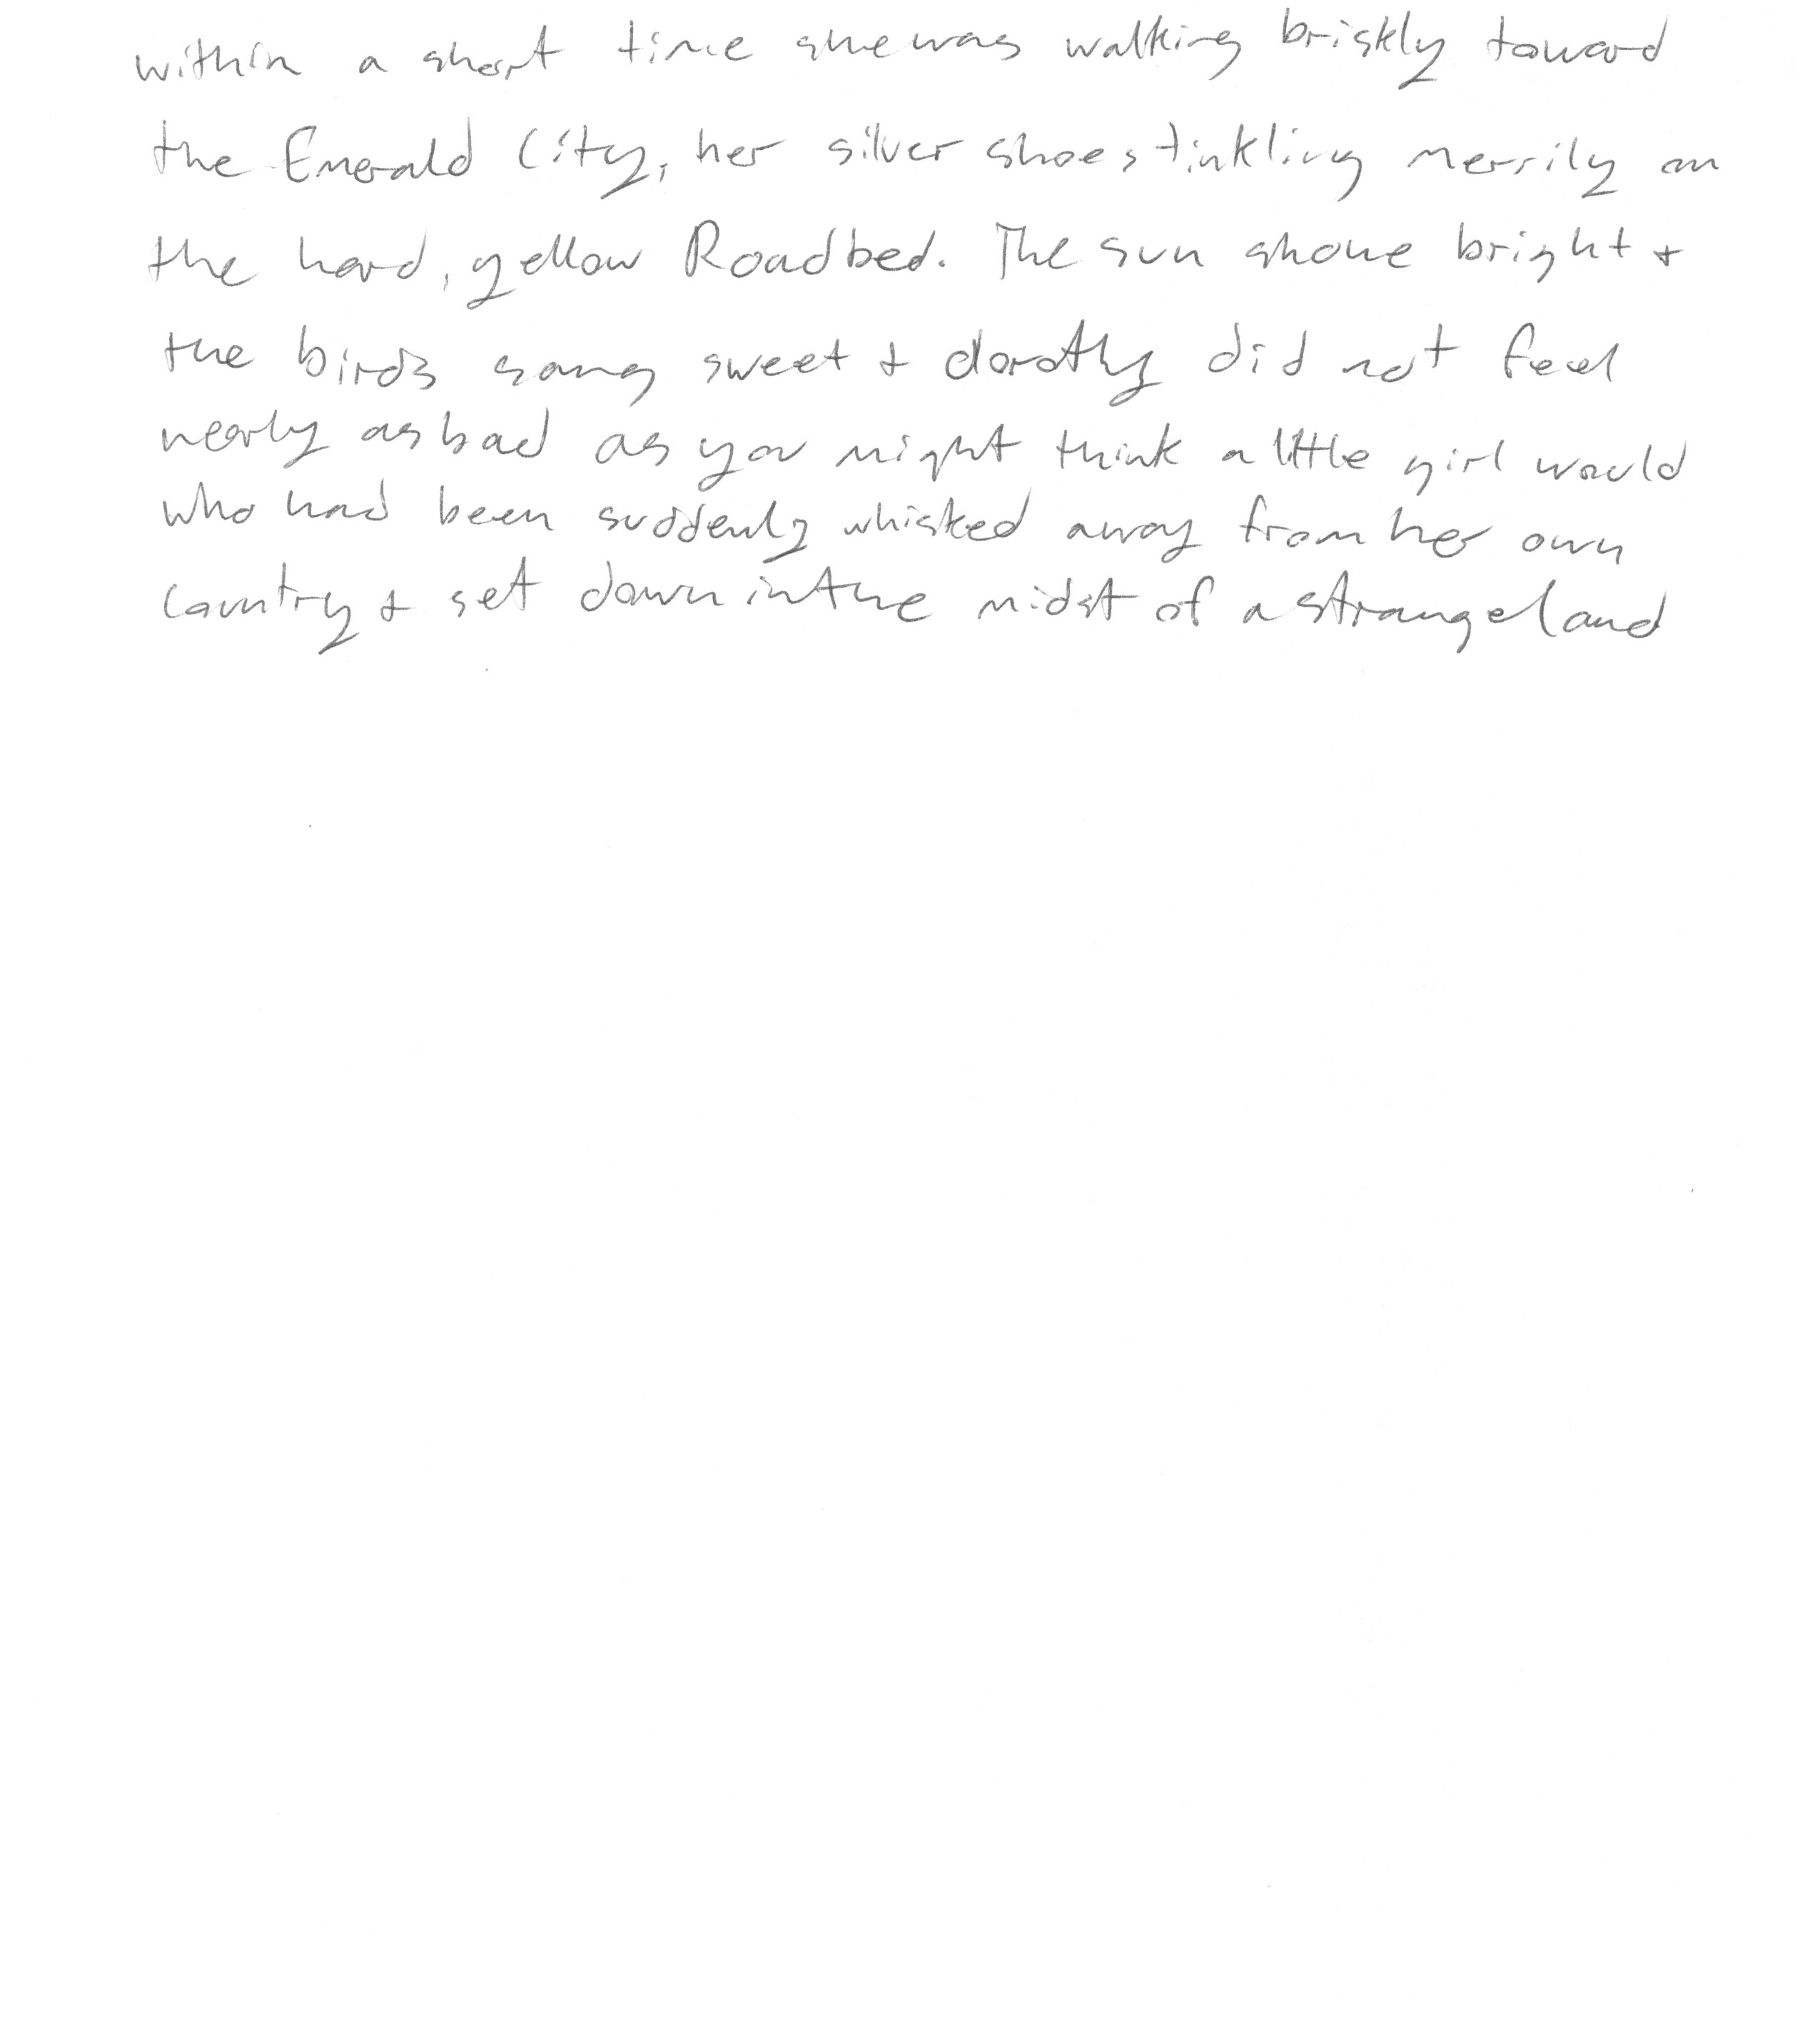 within a short time she was walking briskly toward
the Emerald City, her silver shoes tinkling merrily on
the hard, yellow Roadbed. The sun shone bright +
the birds sang sweet + dorothy did not feel
nearly as bad as you might think a little girl would
who had been suddenly whisked away from her own
country + set down in the midst of a strange land